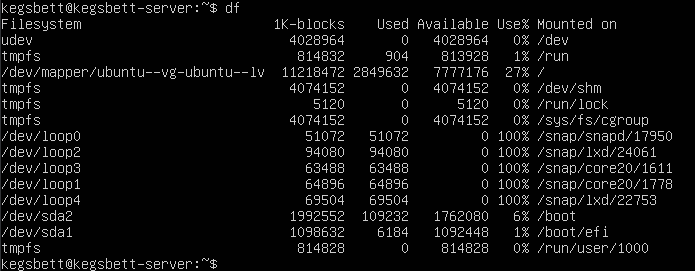 kegsbett@kegsbett-server:~$ df
Filesystem                        1K-blocks    Used Available Use% Mounted on
udev                                4028964       0   4028964   0% /dev
tmpfs                                814832     904    813928   1% /run
/dev/mapper/ubuntu--vg-ubuntu--lv  11218472 2849632   7777176  27% /
tmpfs                               4074152       0   4074152   0% /dev/shm
tmpfs                                  5120       0      5120   0% /run/lock
tmpfs                               4074152       0   4074152   0% /sys/fs/cgroup
/dev/loop0                            51072   51072         0 100% /snap/snapd/17950
/dev/loop2                            94080   94080         0 100% /snap/lxd/24061
/dev/loop3                            63488   63488         0 100% /snap/core20/1611
/dev/loop1                            64896   64896         0 100% /snap/core20/1778
/dev/loop4                            69504   69504         0 100% /snap/lxd/22753
/dev/sda2                           1992552  109232   1762080   6% /boot
/dev/sda1                           1098632    6184   1092448   1% /boot/efi
tmpfs                                814828       0    814828   0% /run/user/1000
kegsbett@kegsbett-server:~$